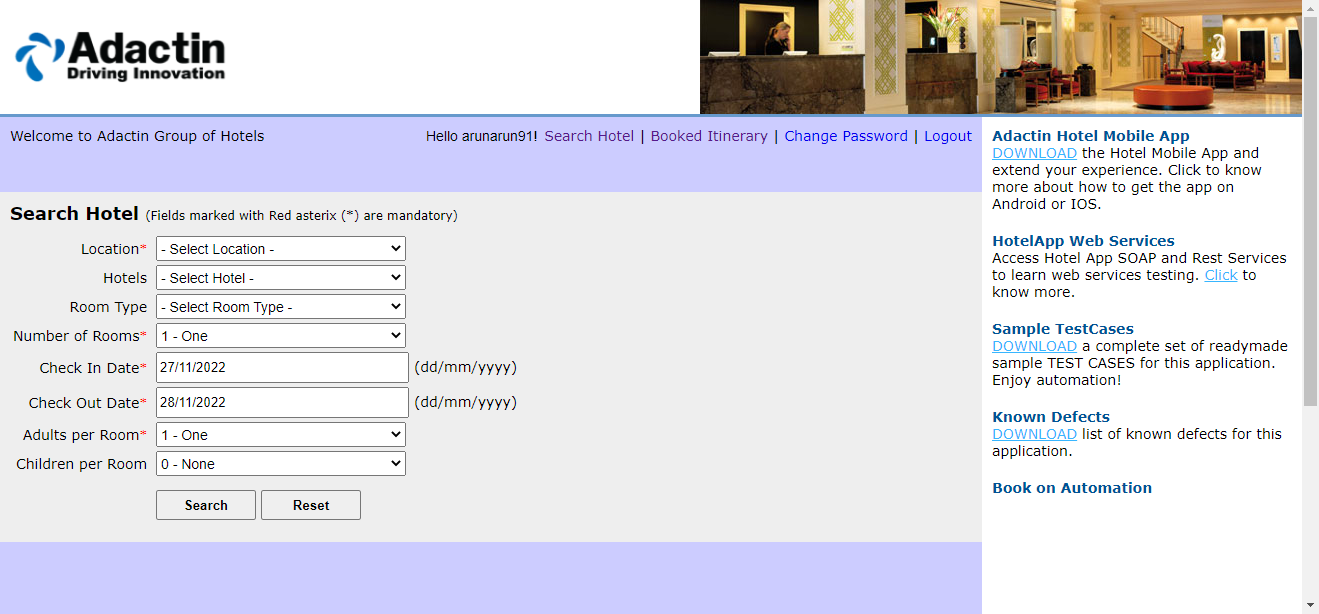 Adactin
Driving Innovation
Welcome to Adactin Group of Hotels
Hello arunarun91! Search Hotel | Booked Itinerary | Change Password | Logout
Search Hotel (Fields marked with Red asterix (*) are mandatory)
Location* - Select Location -
Hotels - Select Hotel -
Room Type - Select Room Type -
Number of Rooms* 1 - One
Check In Date* 27/11/2022 (dd/mm/yyyy)
Check Out Date* 28/11/2022 (dd/mm/yyyy)
Adults per Room* 1 - One
Children per Room 0 - None
Search Reset
Adactin Hotel Mobile App
DOWNLOAD the Hotel Mobile App and
extend your experience. Click to know
more about how to get the app on
Android or IOS.
HotelApp Web Services
Access Hotel App SOAP and Rest Services
to learn web services testing. Click to
know more.
Sample TestCases
DOWNLOAD a complete set of readymade
sample TEST CASES for this application.
Enjoy automation!
Known Defects
DOWNLOAD list of known defects for this
application.
Book on Automation